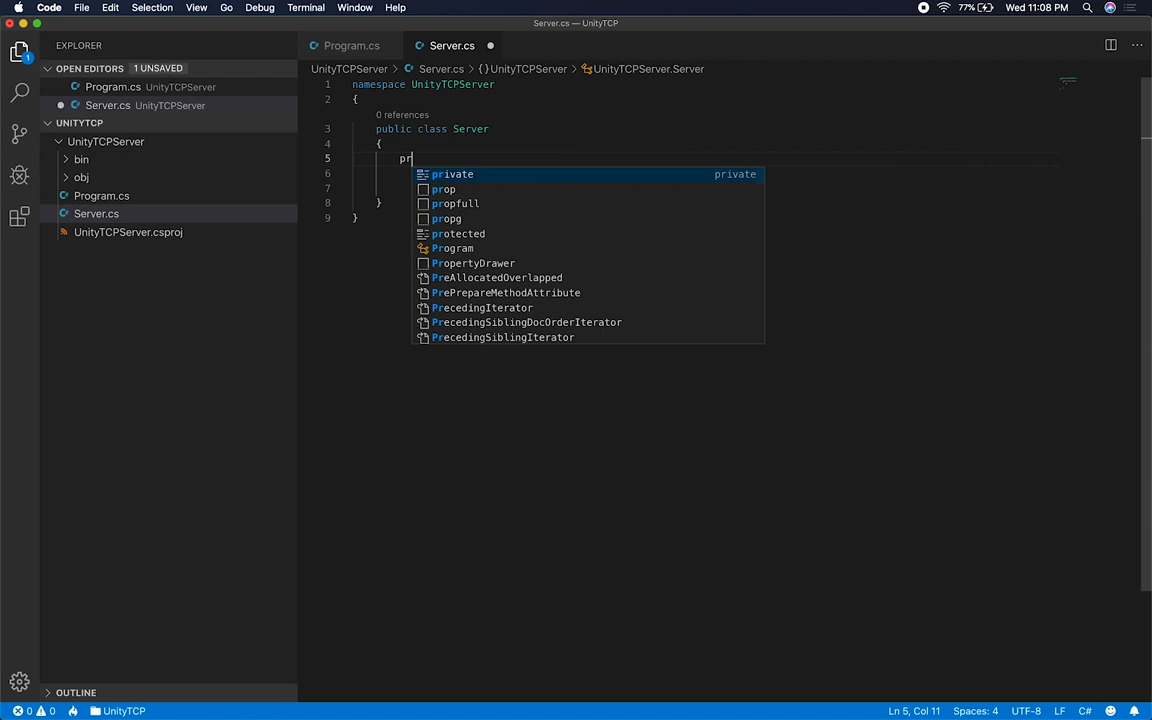 Code File Edit Selection View Go Debug Terminal Window Help 77% Wed 11:08 PM
Server.cs — UnityTCP
EXPLORER
OPEN EDITORS 1 UNSAVED
Program.cs UnityTCPServer
Server.cs UnityTCPServer
UNITYTCP
UnityTCPServer
bin
obj
Program.cs
Server.cs
UnityTCPServer.csproj
OUTLINE
1
Program.cs Server.cs
UnityTCPServer > Server.cs > {} UnityTCPServer > UnityTCPServer.Server
1 namespace UnityTCPServer
2 {
0 references
3 public class Server
4 {
5 pr
6
7
8 }
9 }
private private
prop
propfull
propg
protected
Program
PropertyDrawer
PreAllocatedOverlapped
PrePrepareMethodAttribute
PrecedingIterator
PrecedingSiblingDocOrderIterator
PrecedingSiblingIterator
0 0 UnityTCP Ln 5, Col 11 Spaces: 4 UTF-8 LF C#